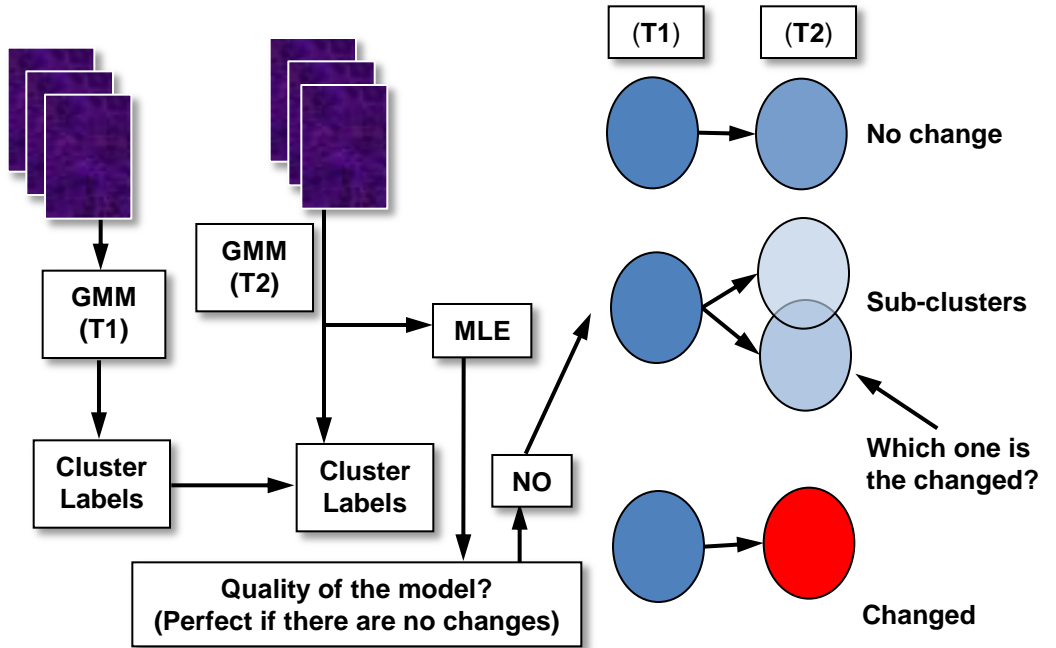 (T1)
(T2)
No change
GMM
(T2)
GMM
(T1)
MLE
Sub-clusters
Cluster
Labels
Cluster
Labels
NO
Which one is
the changed?
Quality of the model?
(Perfect if there are no changes)
Changed